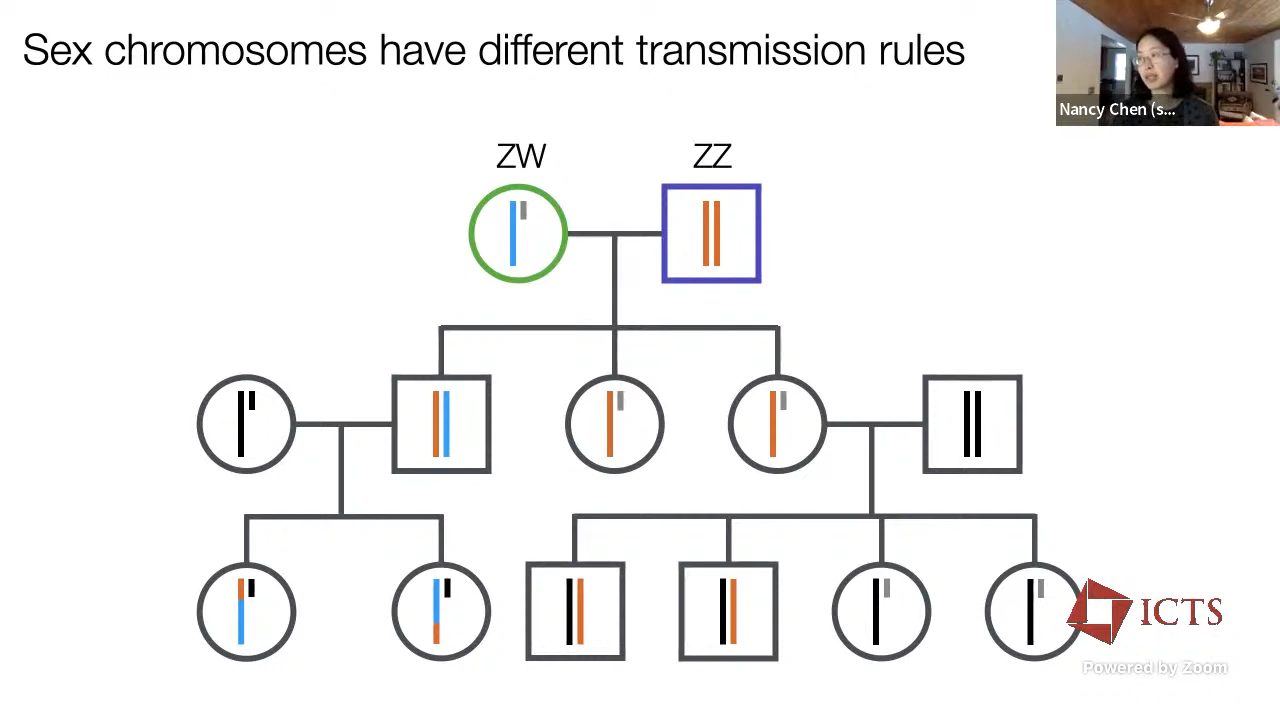 Sex chromosomes have different transmission rules
Nancy Chen (s...
ZW
ZZ
ICTS
Powered by Zoom